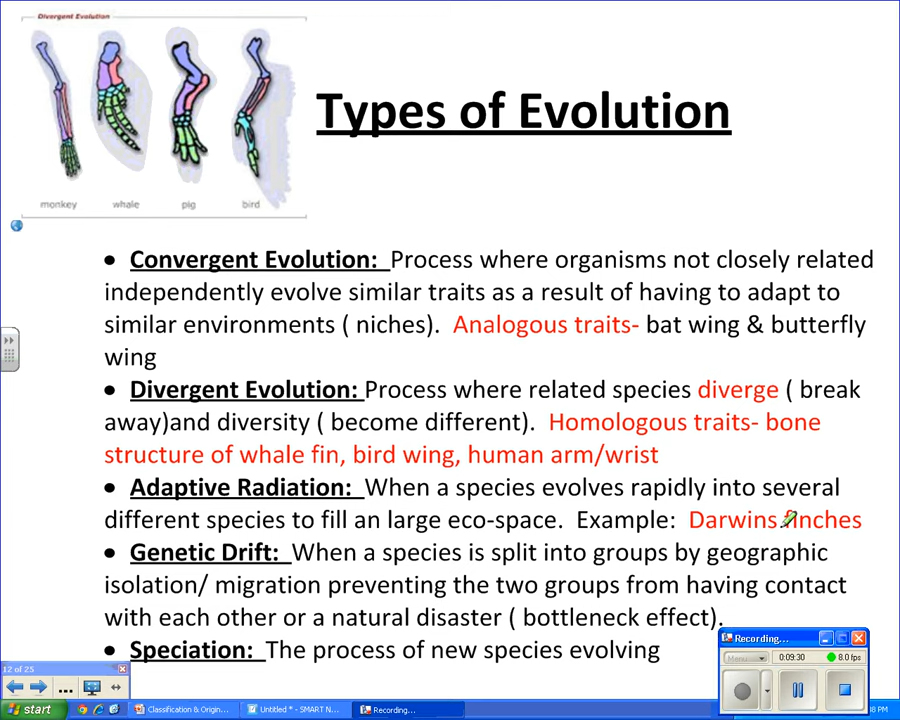 Divergent Evolution
monkey whale pig bird
Types of Evolution
• Convergent Evolution: Process where organisms not closely related
independently evolve similar traits as a result of having to adapt to
similar environments ( niches). Analogous traits- bat wing & butterfly
wing
• Divergent Evolution: Process where related species diverge ( break
away)and diversity ( become different). Homologous traits- bone
structure of whale fin, bird wing, human arm/wrist
• Adaptive Radiation: When a species evolves rapidly into several
different species to fill an large eco-space. Example: Darwins finches
• Genetic Drift: When a species is split into groups by geographic
isolation/ migration preventing the two groups from having contact
with each other or a natural disaster ( bottleneck effect).
• Speciation: The process of new species evolving
Recording...
Menu
0:09:30
8.0 fps
12 of 25
start
Classification & Origin...
Untitled * - SMART N...
Recording...
PM